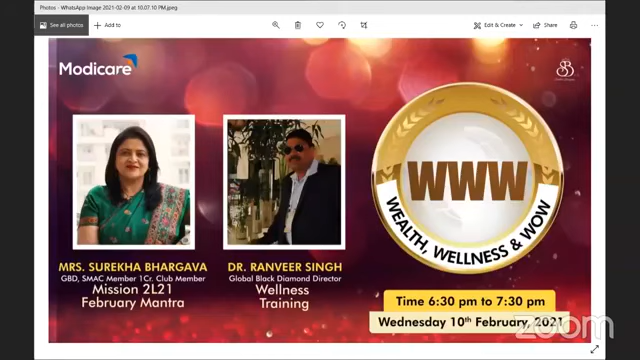 Photos - WhatsApp Image 2021-02-09 at 10.07.10 PM.jpeg
See all photos
Add to
Edit & Create
Share
Modicare
WWW
WEALTH, WELLNESS & WOW
MRS. SUREKHA BHARGAVA
GBD, SMAC Member 1Cr. Club Member
Mission 2L21
February Mantra
DR. RANVEER SINGH
Global Black Diamond Director
Wellness
Training
Time 6:30 pm to 7:30 pm
Wednesday 10th February, 2021
zoom